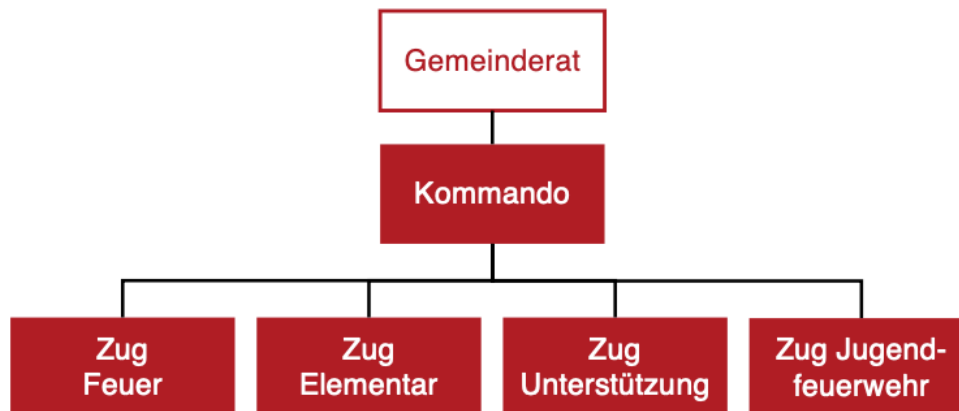 Gemeinderat
Kommando
Zug
Feuer
Zug
Elementar
Zug
Unterstützung
Zug Jugend-
feuerwehr